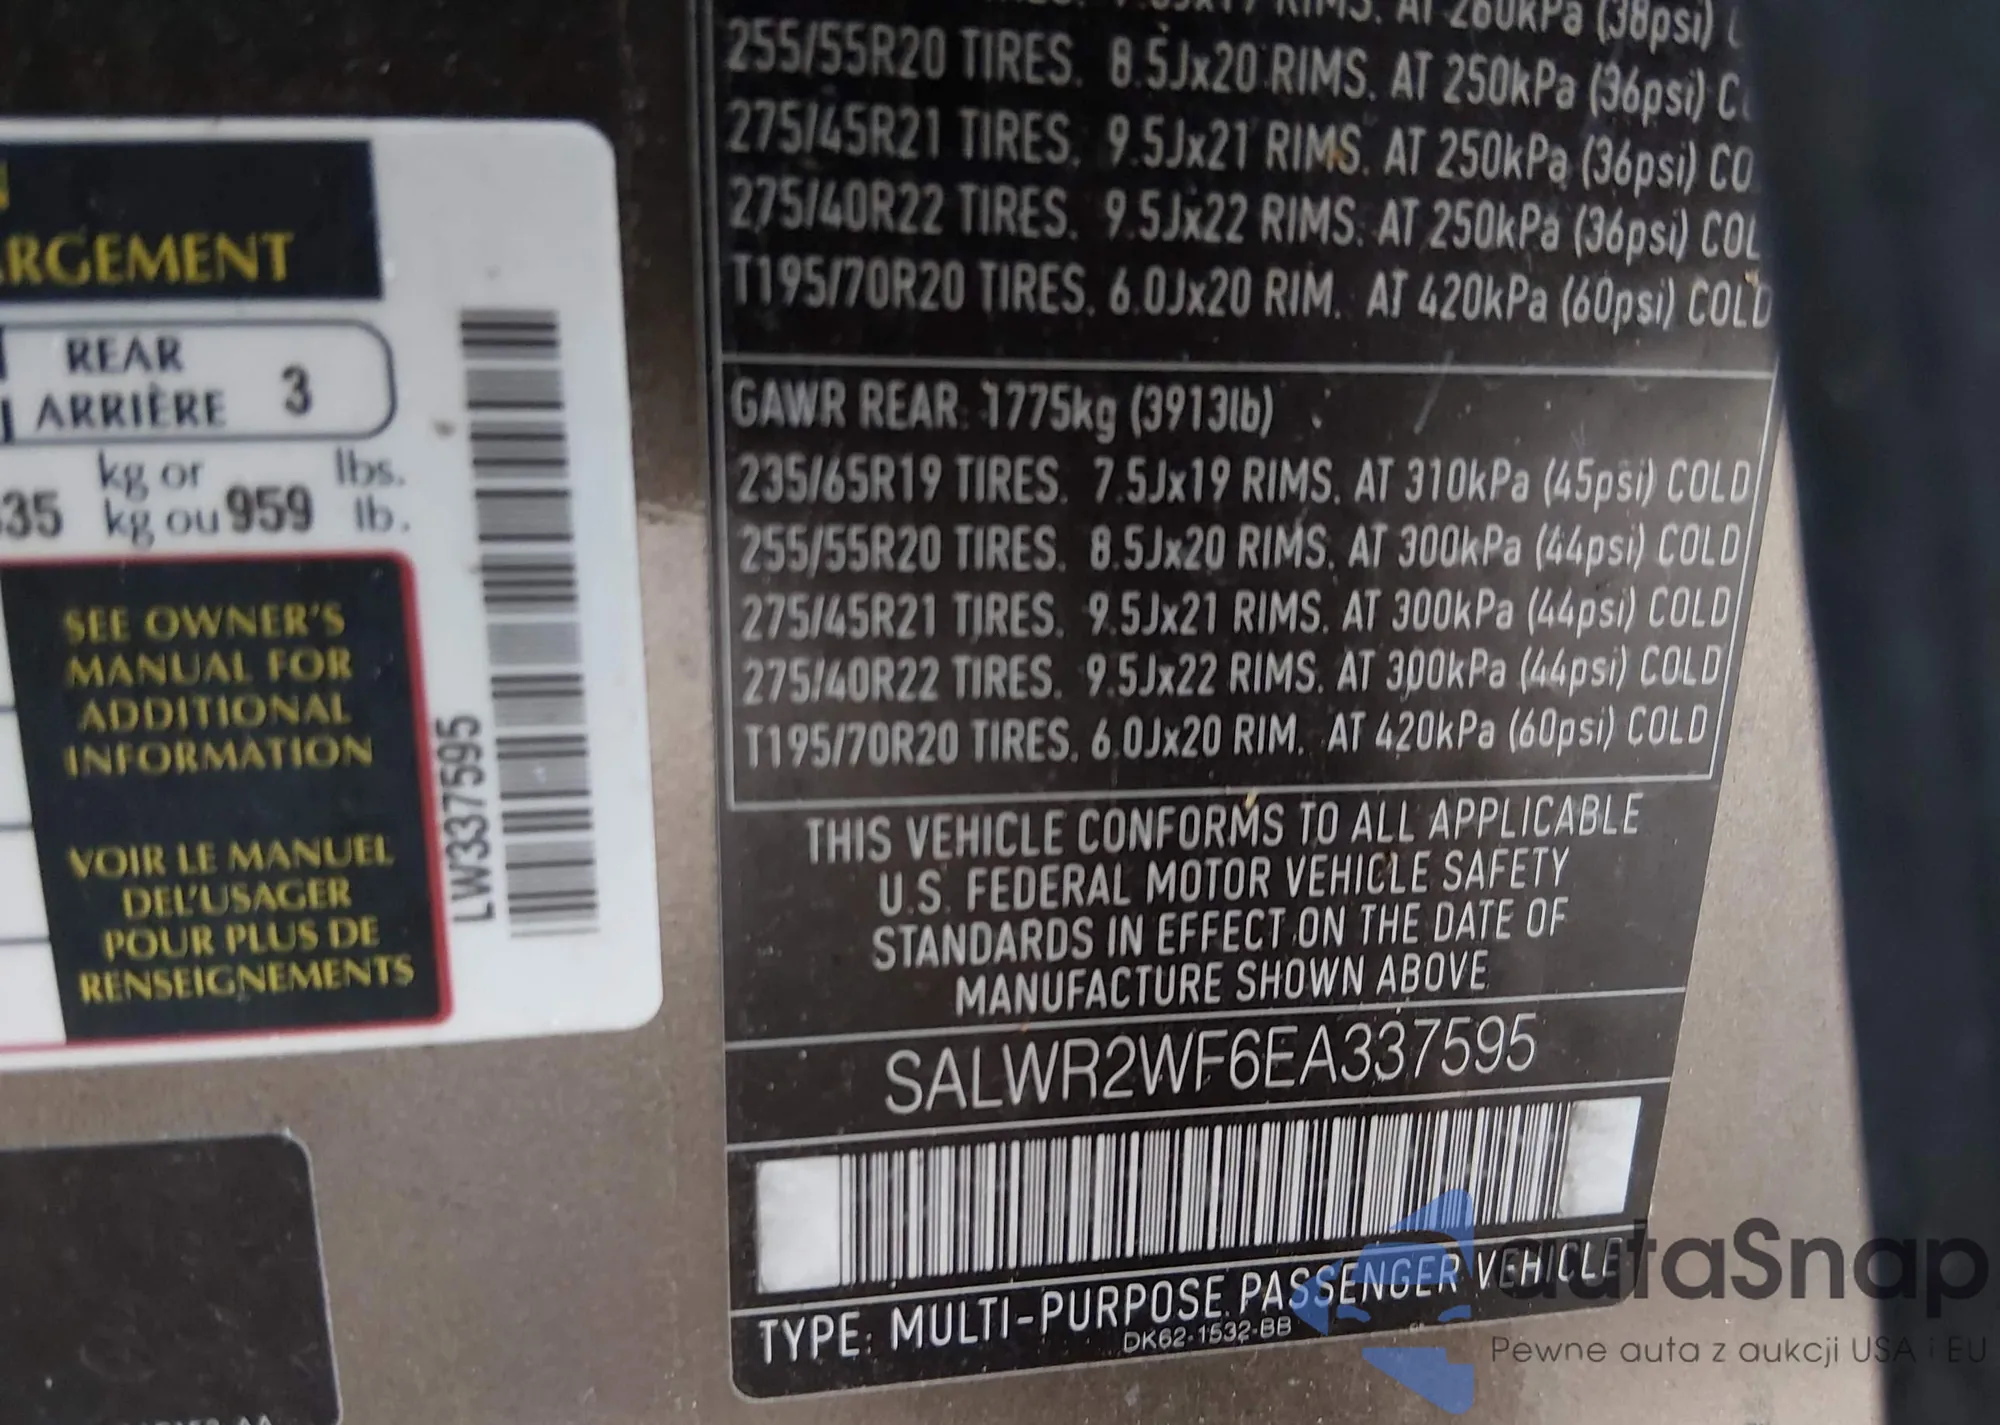 RGEMENT
REAR
ARRIÈRE 3
35 kg or 959 lbs.
kg ou lb.
SEE OWNER'S
MANUAL FOR
ADDITIONAL
INFORMATION
VOIR LE MANUEL
DEL'USAGER
POUR PLUS DE
RENSEIGNEMENTS
LW337595
RIMS. AT 260kPa (38psi)
255/55R20 TIRES. 8.5Jx20 RIMS. AT 250kPa (36psi) C
275/45R21 TIRES. 9.5Jx21 RIMS. AT 250kPa (36psi) CO
275/40R22 TIRES. 9.5Jx22 RIMS. AT 250kPa (36psi) COL
T195/70R20 TIRES. 6.0Jx20 RIM. AT 420kPa (60psi) COLD
GAWR REAR: 1775kg (3913lb)
235/65R19 TIRES. 7.5Jx19 RIMS. AT 310kPa (45psi) COLD
255/55R20 TIRES. 8.5Jx20 RIMS. AT 300kPa (44psi) COLD
275/45R21 TIRES. 9.5Jx21 RIMS. AT 300kPa (44psi) COLD
275/40R22 TIRES. 9.5Jx22 RIMS. AT 300kPa (44psi) COLD
T195/70R20 TIRES. 6.0Jx20 RIM. AT 420kPa (60psi) COLD
THIS VEHICLE CONFORMS TO ALL APPLICABLE
U.S. FEDERAL MOTOR VEHICLE SAFETY
STANDARDS IN EFFECT ON THE DATE OF
MANUFACTURE SHOWN ABOVE
SALWR2WF6EA337595
TYPE: MULTI-PURPOSE PASSENGER VEHICLE
DK62-1532-BB
autaSnap
Pewne auta z aukcji USA i EU